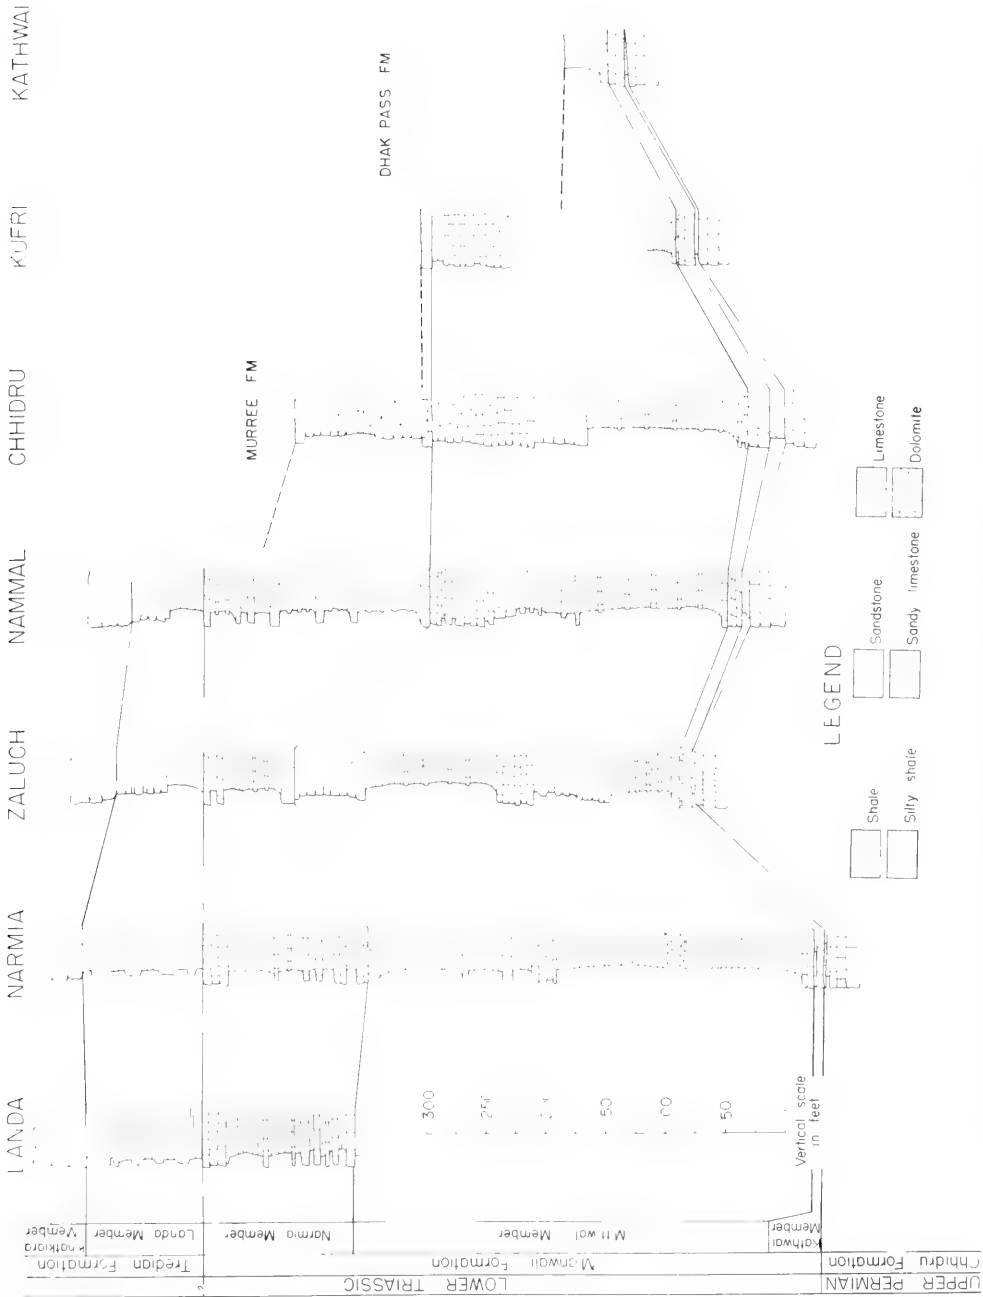 LANDA
NARMIA
ZALUCH
NAMMAL
CHHIDRU
KUFRI
KATHWAI
MURREE FM
DHAK PASS FM
300
50
50
Vertical scale
in feet
LEGEND
Shale
Silty shale
Sandstone
Sandy limestone
Limestone
Dolomite
Member
Landa Member
Narmia Member
Member
Kathwai
Member
Tredian Formation
Formation
Chhidru Formation
LOWER TRIASSIC
UPPER PERMIAN
?